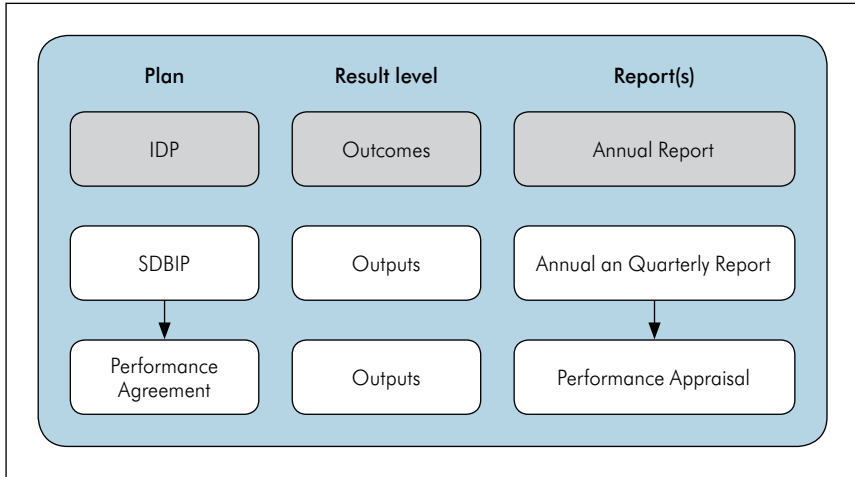 Plan
Result level
Report(s)
IDP
Outcomes
Annual Report
SDBIP
Outputs
Annual an Quarterly Report
Performance
Agreement
Outputs
Performance Appraisal